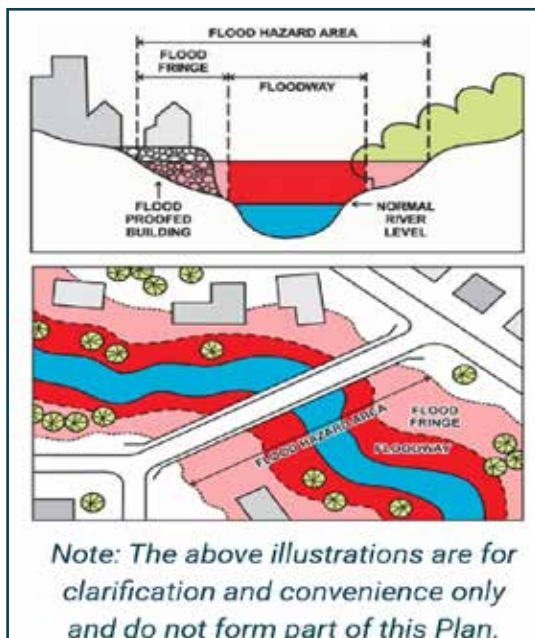 FLOOD HAZARD AREA
FLOOD
FRINGE
FLOODWAY
FLOOD
PROOFED
BUILDING
NORMAL
RIVER
LEVEL
FLOOD HAZARD AREA
FLOOD
FRINGE
FLOODWAY
Note: The above illustrations are for
clarification and convenience only
and do not form part of this Plan.